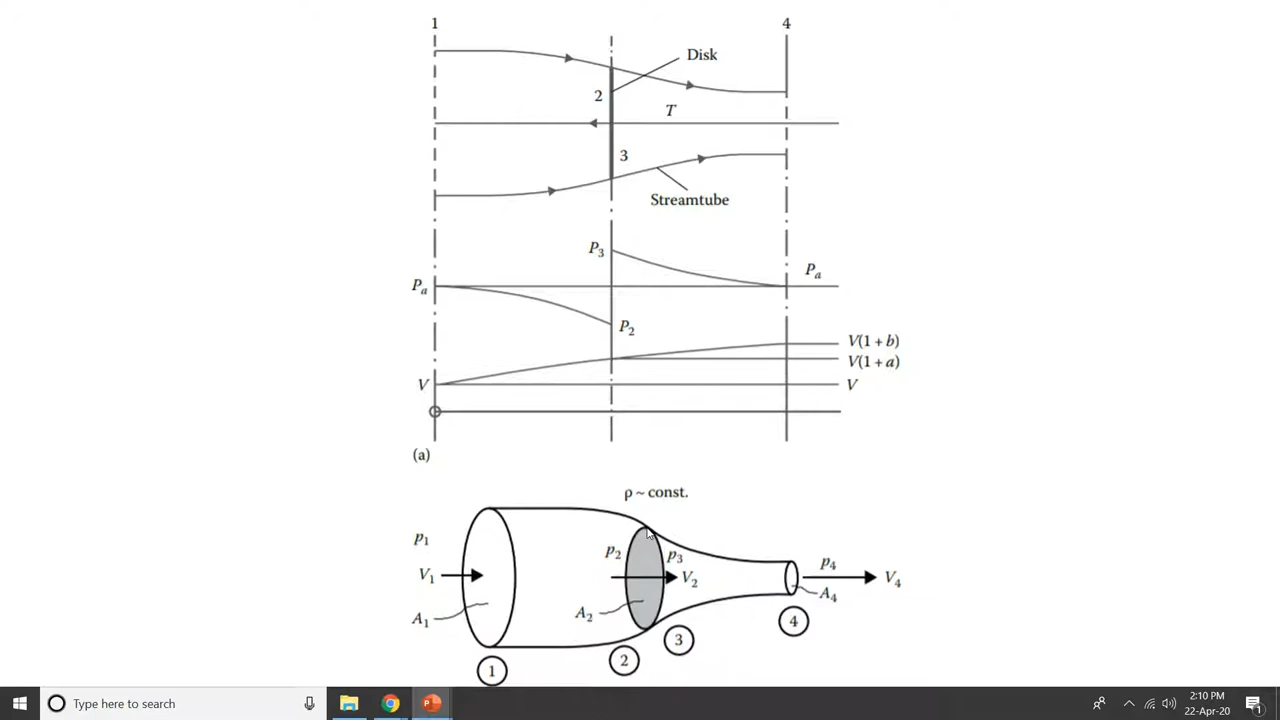 1
4
Disk
2
T
3
Streamtube
P3
Pa
Pa
P2
V(1 + b)
V(1 + a)
V
V
(a)
ρ ~ const.
p1
p2
p3
p4
V1
V2
V4
A1
A2
A4
1
2
3
4
Type here to search
2:10 PM
22-Apr-20
1